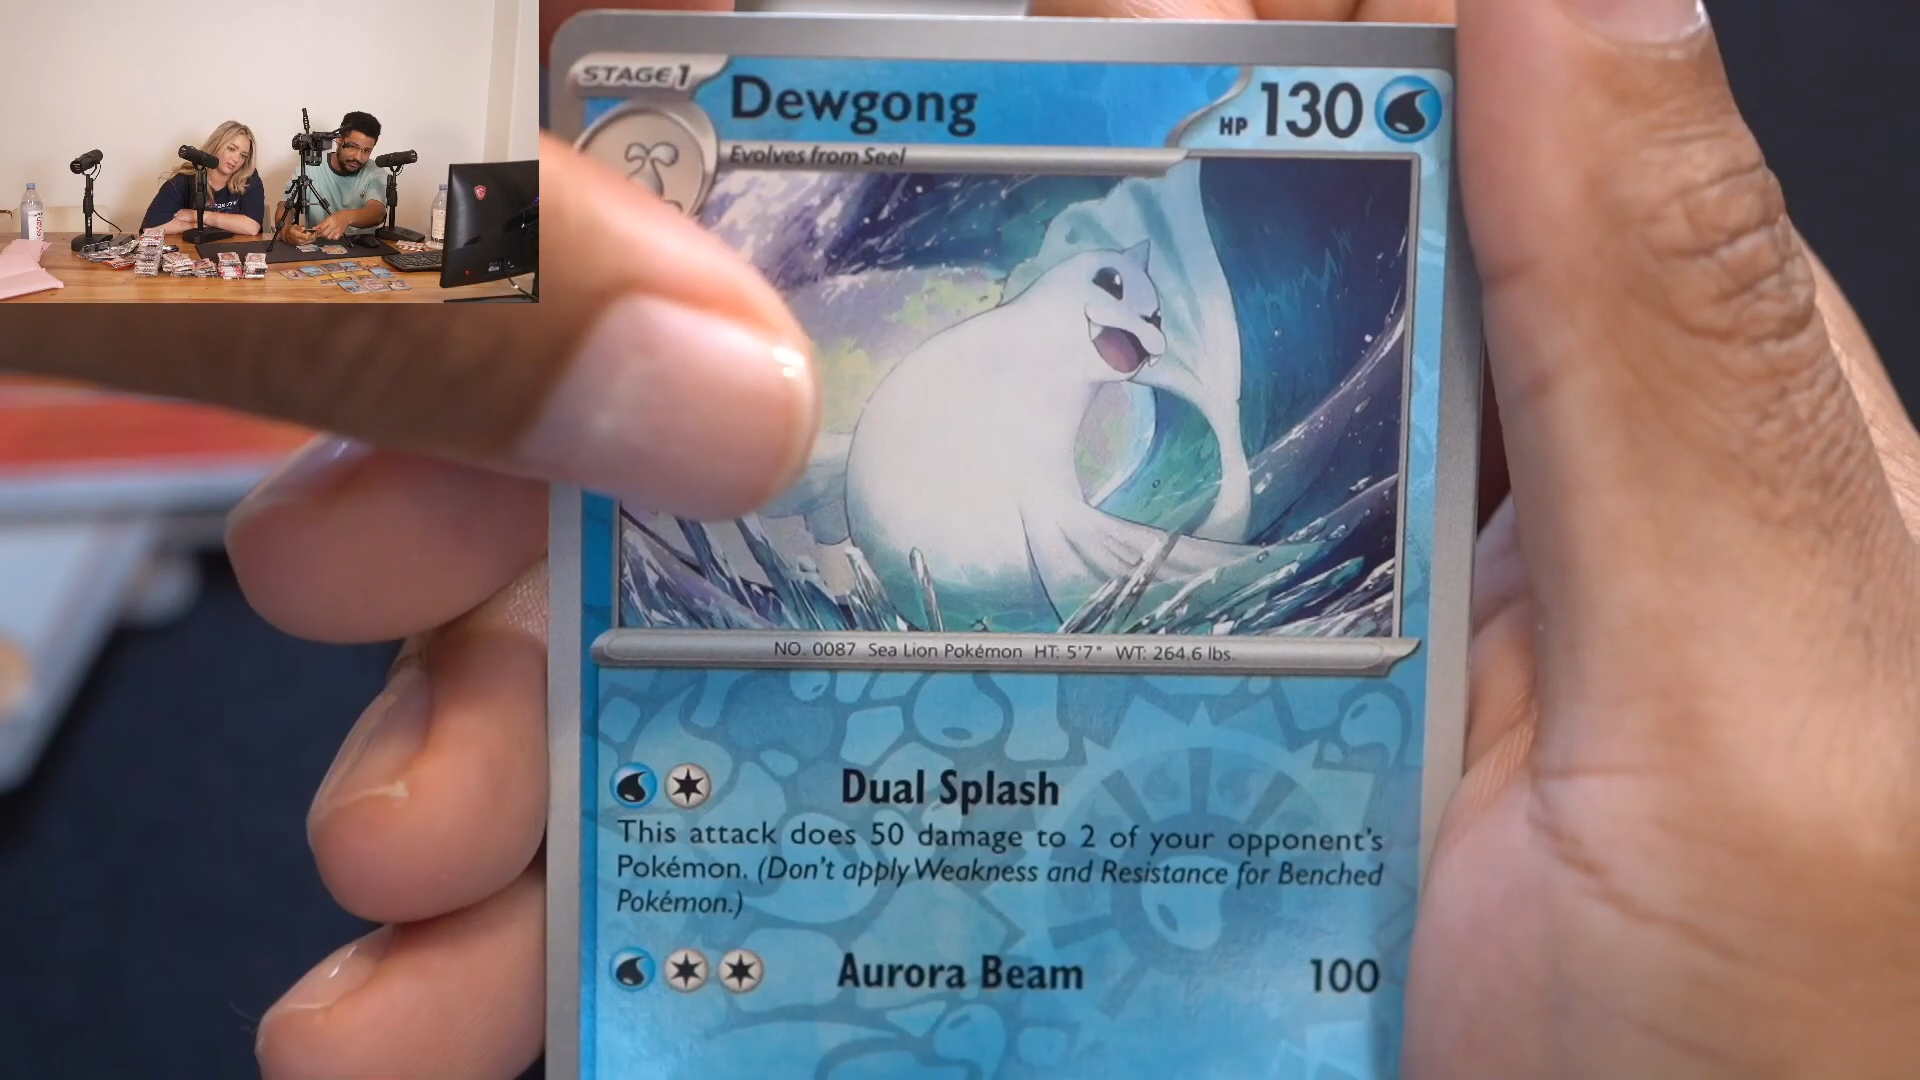 STAGE 1
Dewgong
HP 130
Evolves from Seel
NO. 0087 Sea Lion Pokémon HT: 5'7" WT: 264.6 lbs.
Dual Splash
This attack does 50 damage to 2 of your opponent's
Pokémon. (Don't apply Weakness and Resistance for Benched
Pokémon.)
Aurora Beam 100